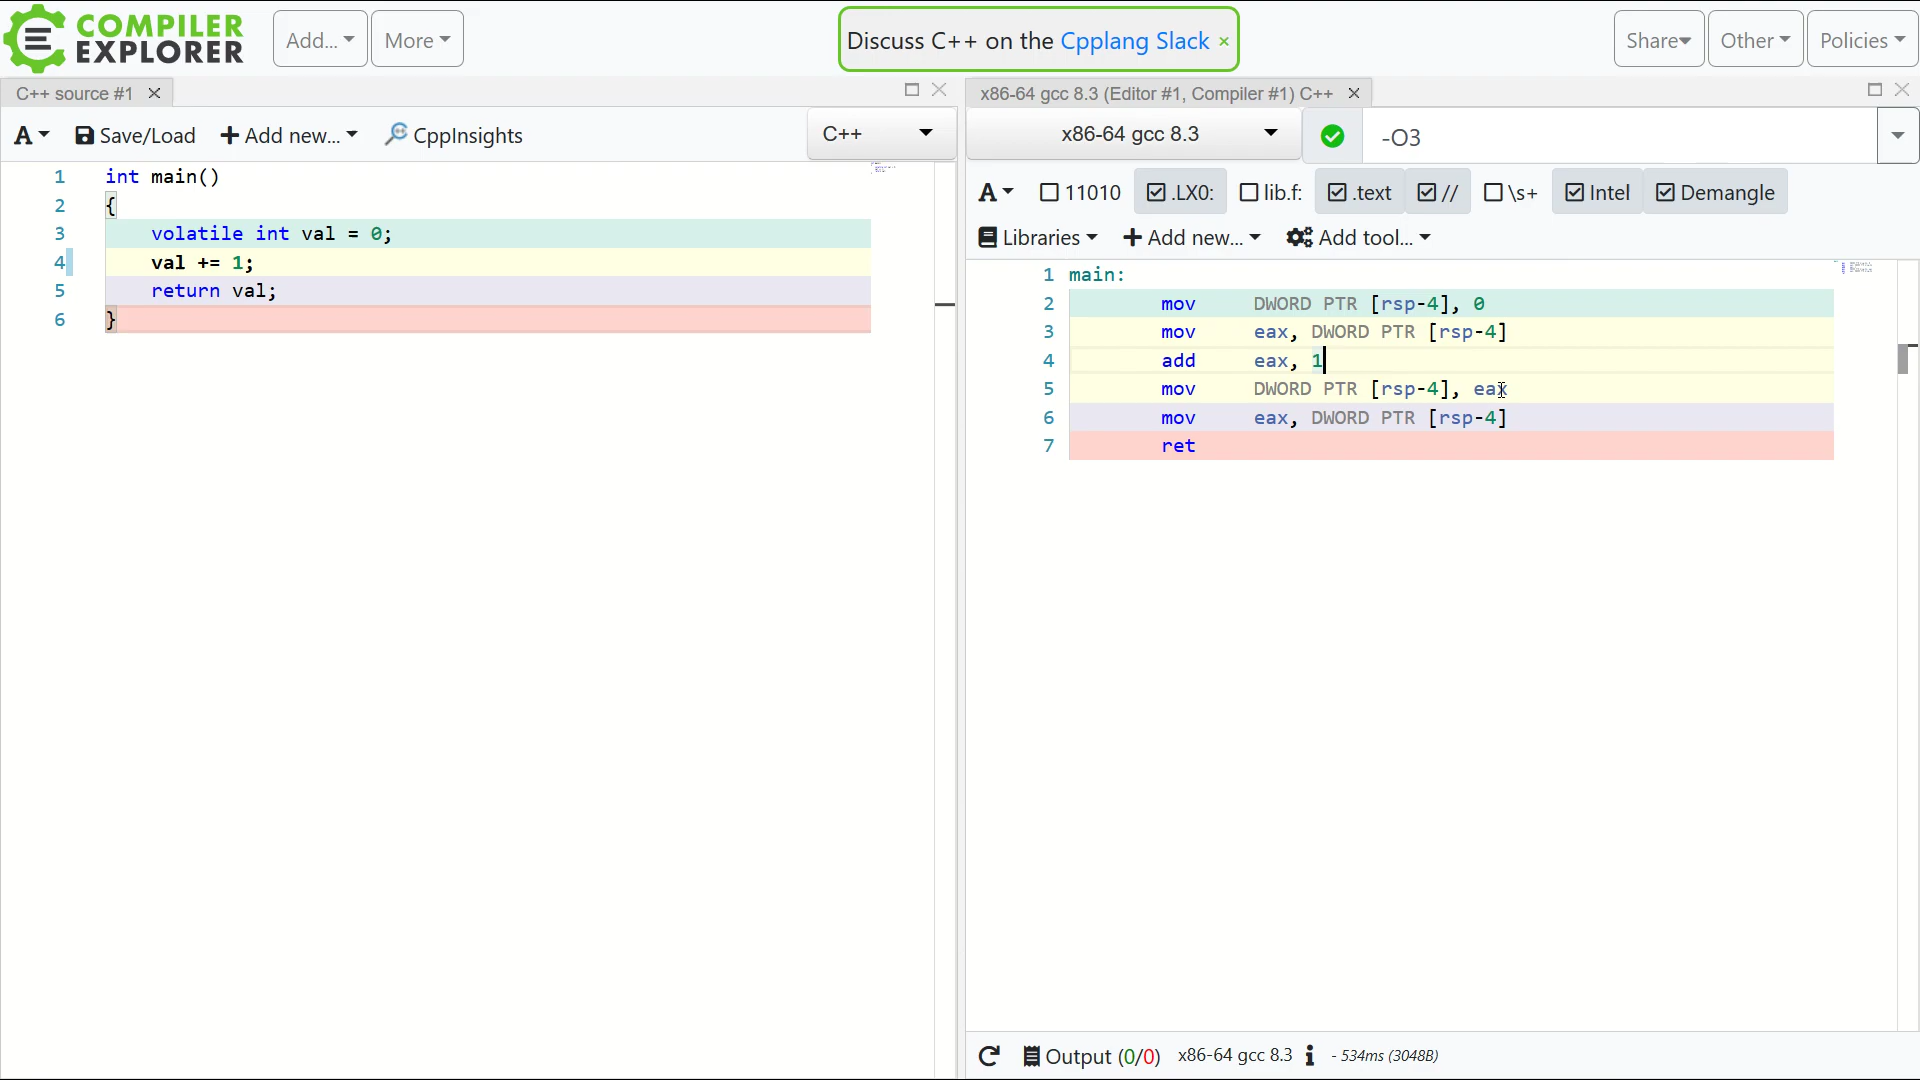 COMPILER
EXPLORER
Add...
More
Discuss C++ on the Cpplang Slack ×
Share
Other
Policies
C++ source #1
A
Save/Load
Add new...
CppInsights
C++
1 int main()
2 {
3 volatile int val = 0;
4 val += 1;
5 return val;
6 }
x86-64 gcc 8.3 (Editor #1, Compiler #1) C++
x86-64 gcc 8.3
-O3
A
11010
.LX0:
lib.f:
.text
//
\s+
Intel
Demangle
Libraries
Add new...
Add tool...
1 main:
2 mov DWORD PTR [rsp-4], 0
3 mov eax, DWORD PTR [rsp-4]
4 add eax, 1
5 mov DWORD PTR [rsp-4], eax
6 mov eax, DWORD PTR [rsp-4]
7 ret
Output (0/0) x86-64 gcc 8.3 i - 534ms (3048B)